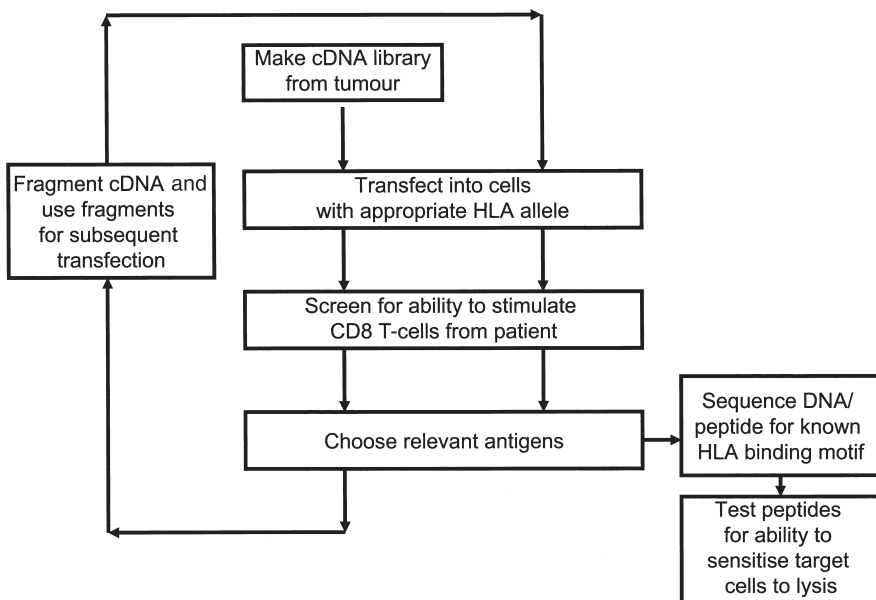 Make cDNA library
from tumour
Fragment cDNA and
use fragments
for subsequent
transfection
Transfect into cells
with appropriate HLA allele
Screen for ability to stimulate
CD8 T-cells from patient
Choose relevant antigens
Sequence DNA/
peptide for known
HLA binding motif
Test peptides
for ability to
sensitise target
cells to lysis